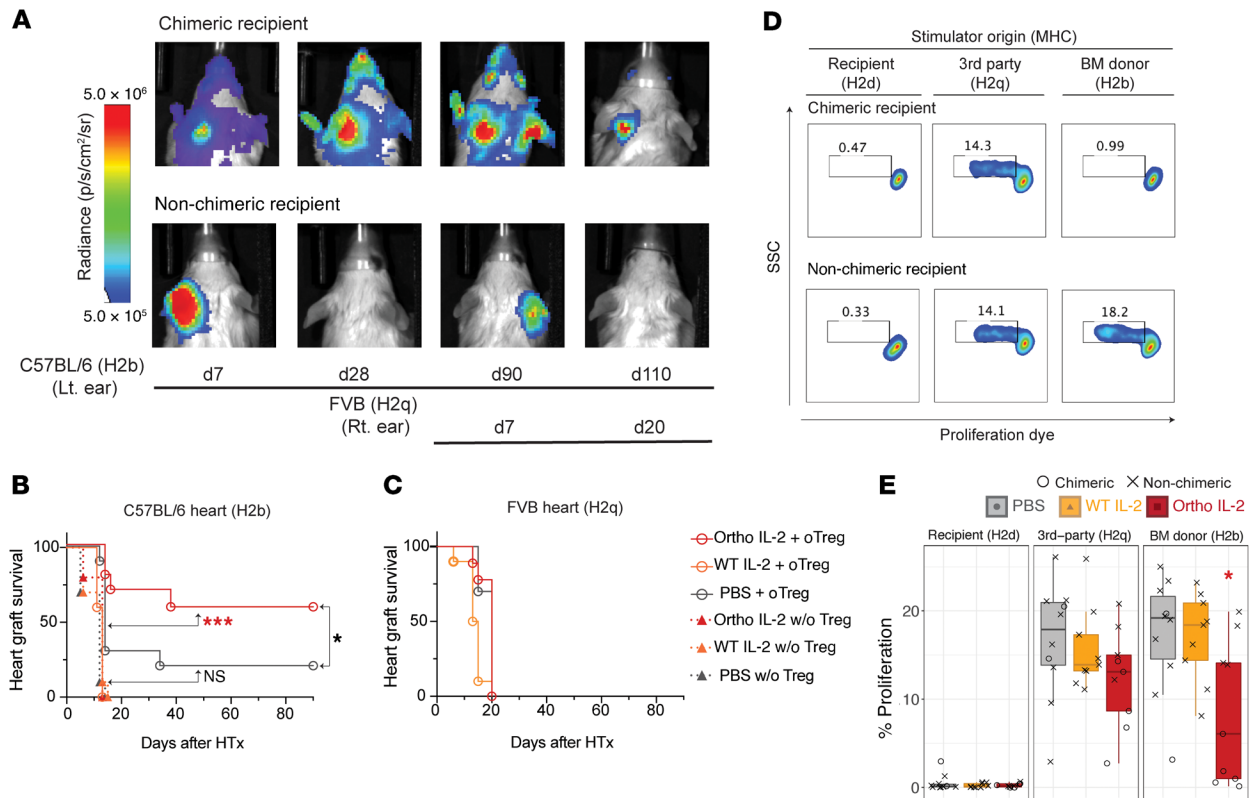 A
Chimeric recipient
5.0 × 10⁶
Radiance (p/s/cm²/sr)
5.0 × 10⁵
Non-chimeric recipient
C57BL/6 (H2b)
(Lt. ear)
d7
d28
d90
d110
FVB (H2q)
(Rt. ear)
d7
d20
D
Stimulator origin (MHC)
Recipient
(H2d)
3rd party
(H2q)
BM donor
(H2b)
Chimeric recipient
0.47
14.3
0.99
Non-chimeric recipient
0.33
14.1
18.2
SSC
Proliferation dye
B
C57BL/6 heart (H2b)
Heart graft survival
100
50
0
0
20
40
60
80
***
NS
*
Days after HTx
C
FVB heart (H2q)
Heart graft survival
100
50
0
0
20
40
60
80
Days after HTx
Ortho IL-2 + oTreg
WT IL-2 + oTreg
PBS + oTreg
Ortho IL-2 w/o Treg
WT IL-2 w/o Treg
PBS w/o Treg
E
Chimeric
Non-chimeric
PBS
WT IL-2
Ortho IL-2
Recipient (H2d)
3rd–party (H2q)
BM donor (H2b)
*
% Proliferation
20
10
0